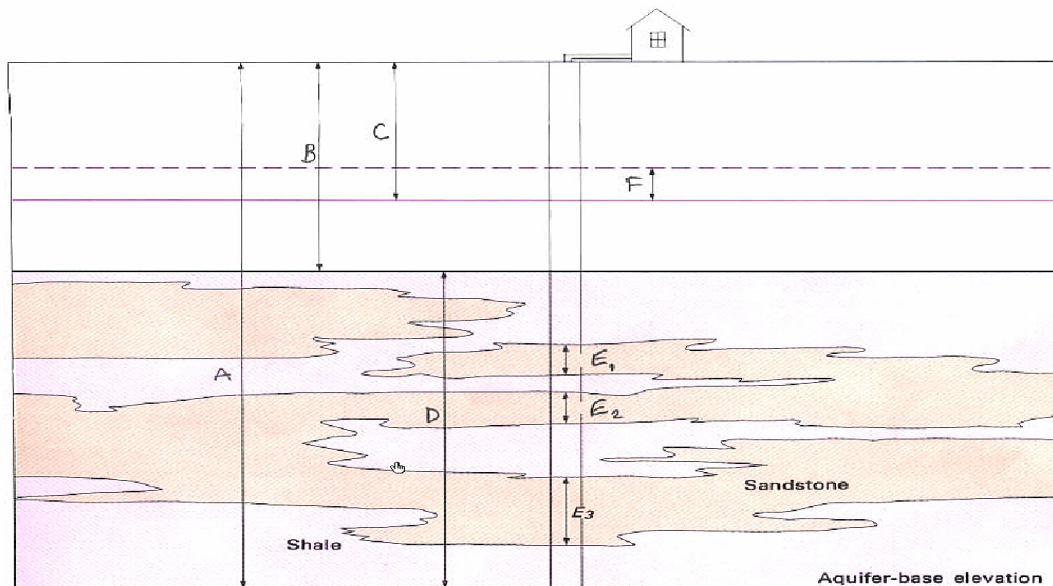 C
B
F
E1
A
E2
D
Sandstone
E3
Shale
Aquifer-base elevation